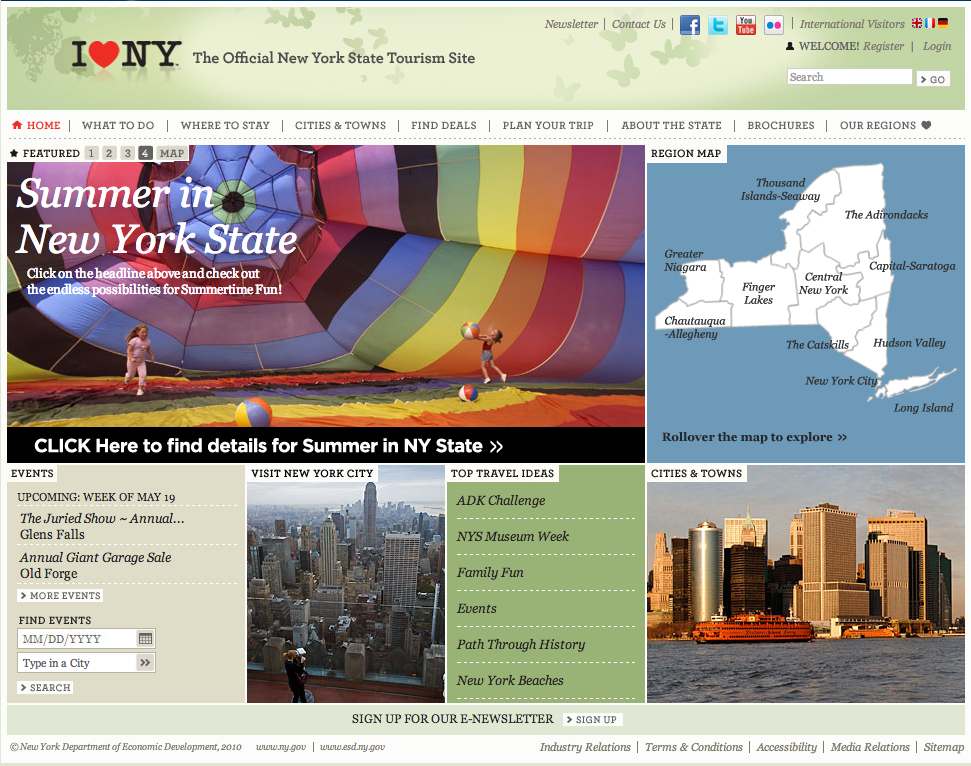 Newsletter | Contact Us | You Tube | International Visitors
WELCOME! Register | Login
I NY
The Official New York State Tourism Site
Search
GO
HOME | WHAT TO DO | WHERE TO STAY | CITIES & TOWNS | FIND DEALS | PLAN YOUR TRIP | ABOUT THE STATE | BROCHURES | OUR REGIONS
FEATURED 1 2 3 4 MAP
Summer in
New York State
Click on the headline above and check out
the endless possibilities for Summertime Fun!
CLICK Here to find details for Summer in NY State »
REGION MAP
Thousand
Islands-Seaway
The Adirondacks
Greater
Niagara
Capital-Saratoga
Central
New York
Finger
Lakes
Chautauqua
-Allegheny
The Catskills
Hudson Valley
New York City
Long Island
Rollover the map to explore »
EVENTS
UPCOMING: WEEK OF MAY 19
The Juried Show ~ Annual...
Glens Falls
Annual Giant Garage Sale
Old Forge
> MORE EVENTS
FIND EVENTS
MM/DD/YYYY
Type in a City »
> SEARCH
VISIT NEW YORK CITY
TOP TRAVEL IDEAS
ADK Challenge
NYS Museum Week
Family Fun
Events
Path Through History
New York Beaches
CITIES & TOWNS
SIGN UP FOR OUR E-NEWSLETTER > SIGN UP
© New York Department of Economic Development, 2010 www.ny.gov | www.esd.ny.gov
Industry Relations | Terms & Conditions | Accessibility | Media Relations | Sitemap